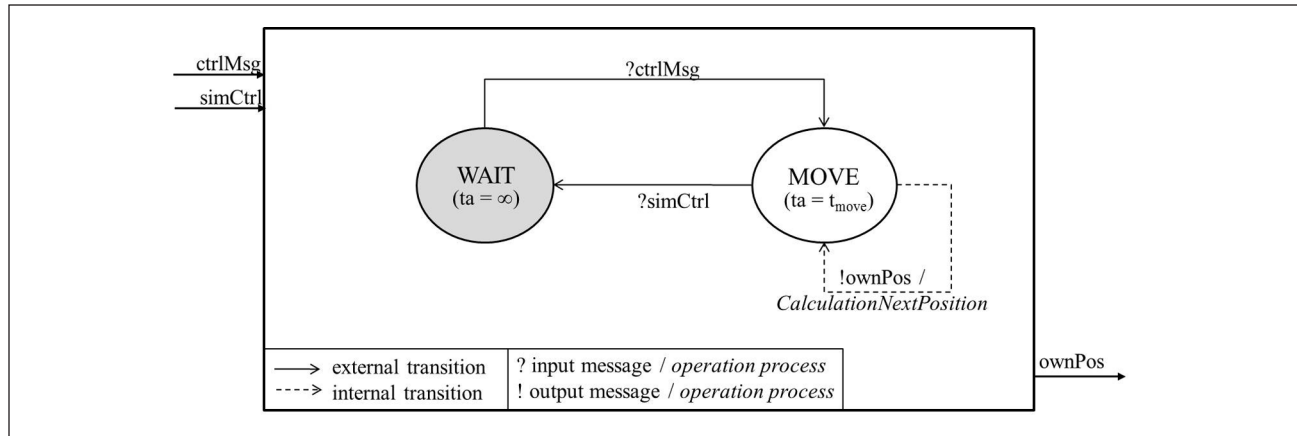 ctrlMsg
simCtrl
?ctrlMsg
WAIT
(ta = ∞)
MOVE
(ta = tmove)
?simCtrl
!ownPos /
CalculationNextPosition
external transition
internal transition
? input message / operation process
! output message / operation process
ownPos